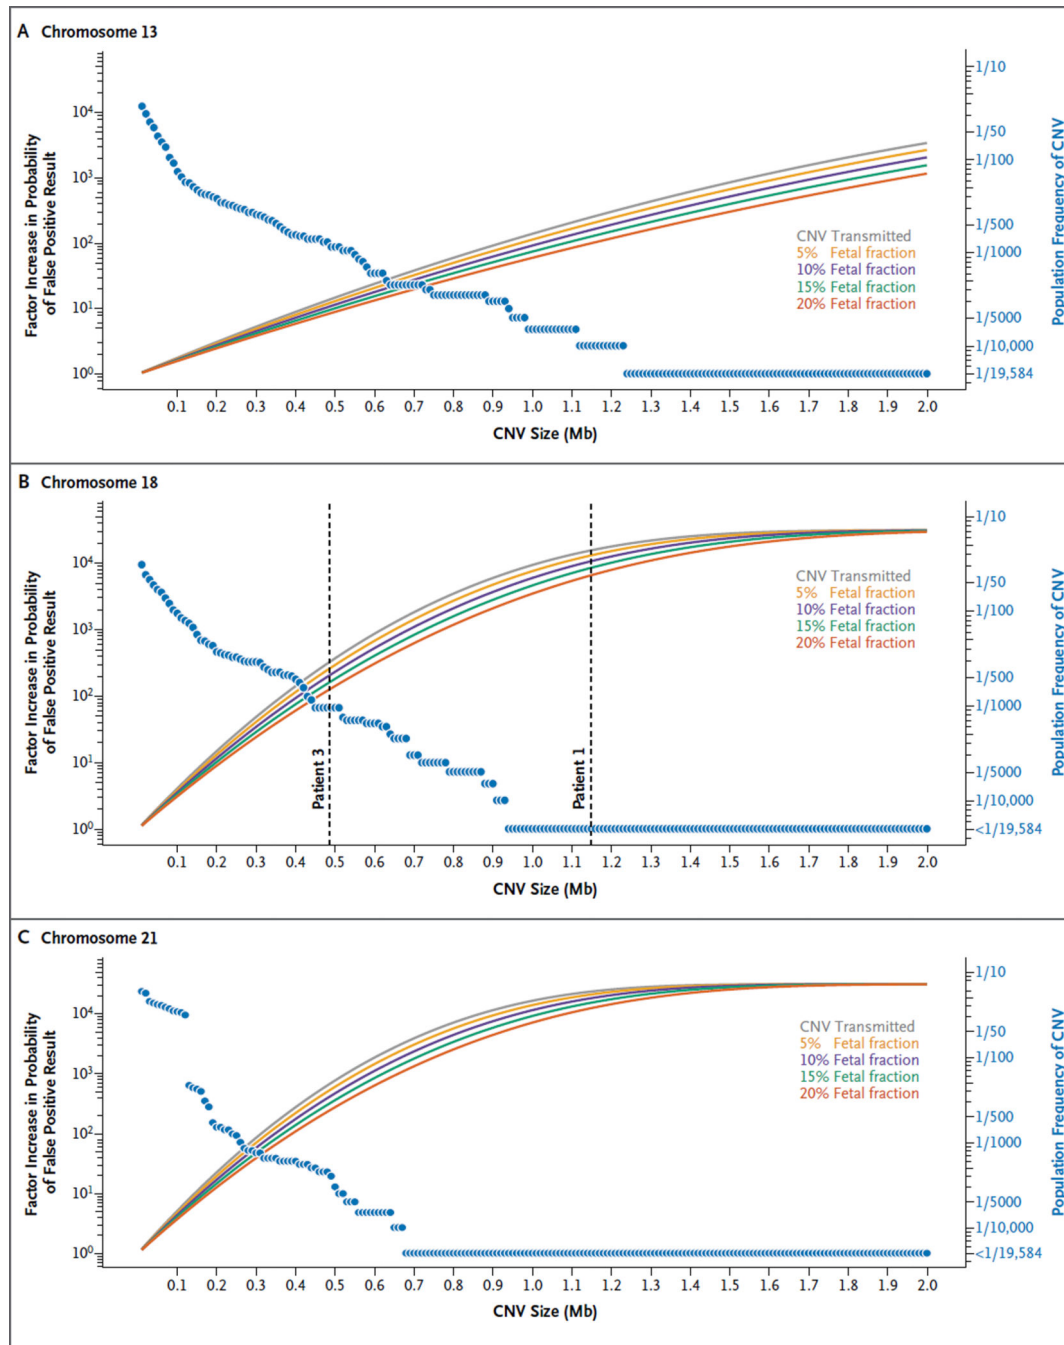 A Chromosome 13
Factor Increase in Probability
of False Positive Result
10⁴
10³
10²
10¹
10⁰
CNV Transmitted
5% Fetal fraction
10% Fetal fraction
15% Fetal fraction
20% Fetal fraction
1/10
1/50
1/100
1/500
1/1000
1/5000
1/10,000
1/19,584
Population Frequency of CNV
0.1 0.2 0.3 0.4 0.5 0.6 0.7 0.8 0.9 1.0 1.1 1.2 1.3 1.4 1.5 1.6 1.7 1.8 1.9 2.0
CNV Size (Mb)
B Chromosome 18
Factor Increase in Probability
of False Positive Result
10⁴
10³
10²
10¹
10⁰
Patient 3
Patient 1
CNV Transmitted
5% Fetal fraction
10% Fetal fraction
15% Fetal fraction
20% Fetal fraction
1/10
1/50
1/100
1/500
1/1000
1/5000
1/10,000
<1/19,584
Population Frequency of CNV
0.1 0.2 0.3 0.4 0.5 0.6 0.7 0.8 0.9 1.0 1.1 1.2 1.3 1.4 1.5 1.6 1.7 1.8 1.9 2.0
CNV Size (Mb)
C Chromosome 21
Factor Increase in Probability
of False Positive Result
10⁴
10³
10²
10¹
10⁰
CNV Transmitted
5% Fetal fraction
10% Fetal fraction
15% Fetal fraction
20% Fetal fraction
1/10
1/50
1/100
1/500
1/1000
1/5000
1/10,000
<1/19,584
Population Frequency of CNV
0.1 0.2 0.3 0.4 0.5 0.6 0.7 0.8 0.9 1.0 1.1 1.2 1.3 1.4 1.5 1.6 1.7 1.8 1.9 2.0
CNV Size (Mb)